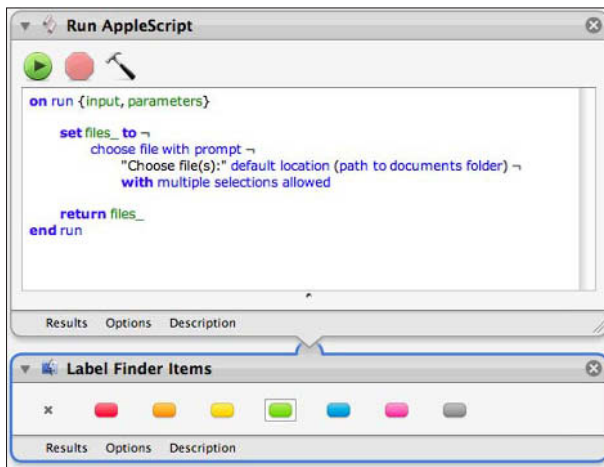 Run AppleScript
on run {input, parameters}
set files_ to ¬
choose file with prompt ¬
"Choose file(s):" default location (path to documents folder) ¬
with multiple selections allowed
return files_
end run
Results Options Description
Label Finder Items
Results Options Description